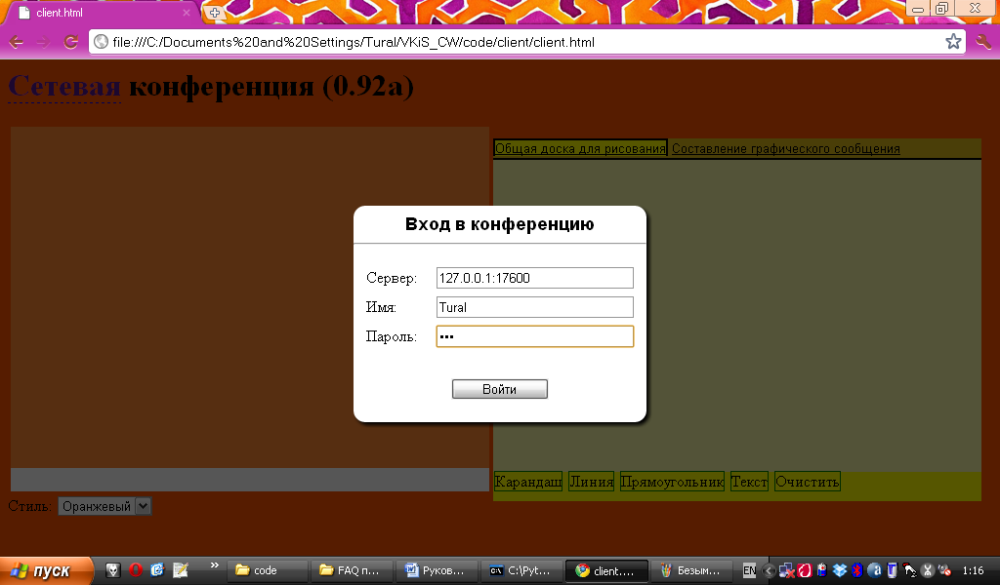 client.html
file:///C:/Documents%20and%20Settings/Tural/VKiS_CW/code/client/client.html
Сетевая конференция (0.92a)
Общая доска для рисования Составление графического сообщения
Вход в конференцию
Сервер: 127.0.0.1:17600
Имя: Tural
Пароль: •••
Войти
Карандаш Линия Прямоугольник Текст Очистить
Стиль: Оранжевый
пуск » code FAQ п... Руков... C:\Pyt... client.... Безым... EN 1:16